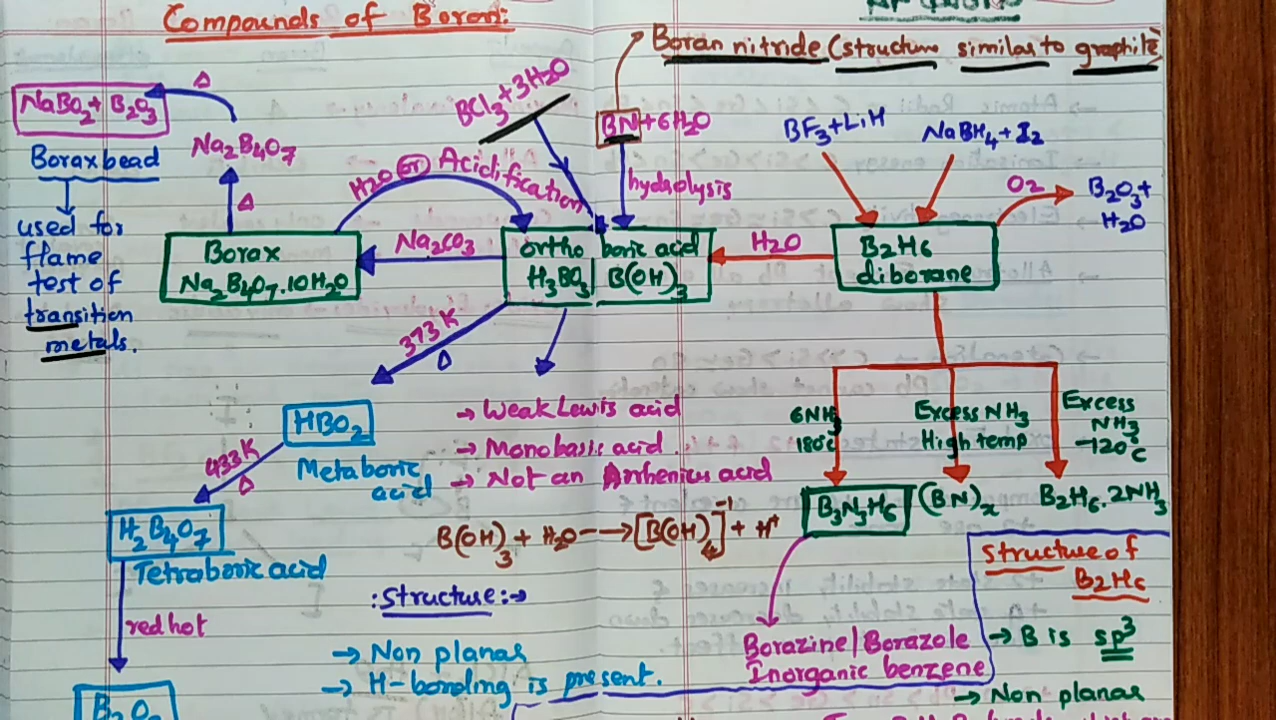 Compounds of Boron:
Boron nitride (structure similar to graphite
NaBO2 + B2O3
Δ
BCl3 + 3H2O
BN + 6H2O
BF3 + LiH
NaBH4 + I2
Borax bead
Na2B4O7
H2O or Acidification
hydrolysis
O2
B2O3 +
H2O
used for
flame
test of
transition
metals.
Δ
Borax
Na2B4O7.10H2O
Na2CO3
ortho boric acid
H3BO3 | B(OH)3
H2O
B2H6
diborane
373 K
Δ
HBO2
Metaboric
acid
→ Weak Lewis acid
→ Monobasic acid
→ Not an Arrhenius acid
6NH3
180°C
Excess NH3
High temp
Excess
NH3
-120°C
433K
Δ
H2B4O7
Tetraboric acid
B(OH)3 + H2O → [B(OH)4]-1 + H+
B3N3H6
(BN)x
B2H6.2NH3
:Structure:→
red hot
structure of
B2H6
→ Non planar
→ H-bonding is present.
Borazine/Borazole
Inorganic benzene
→ B is sp3
→ Non planar
B2O3